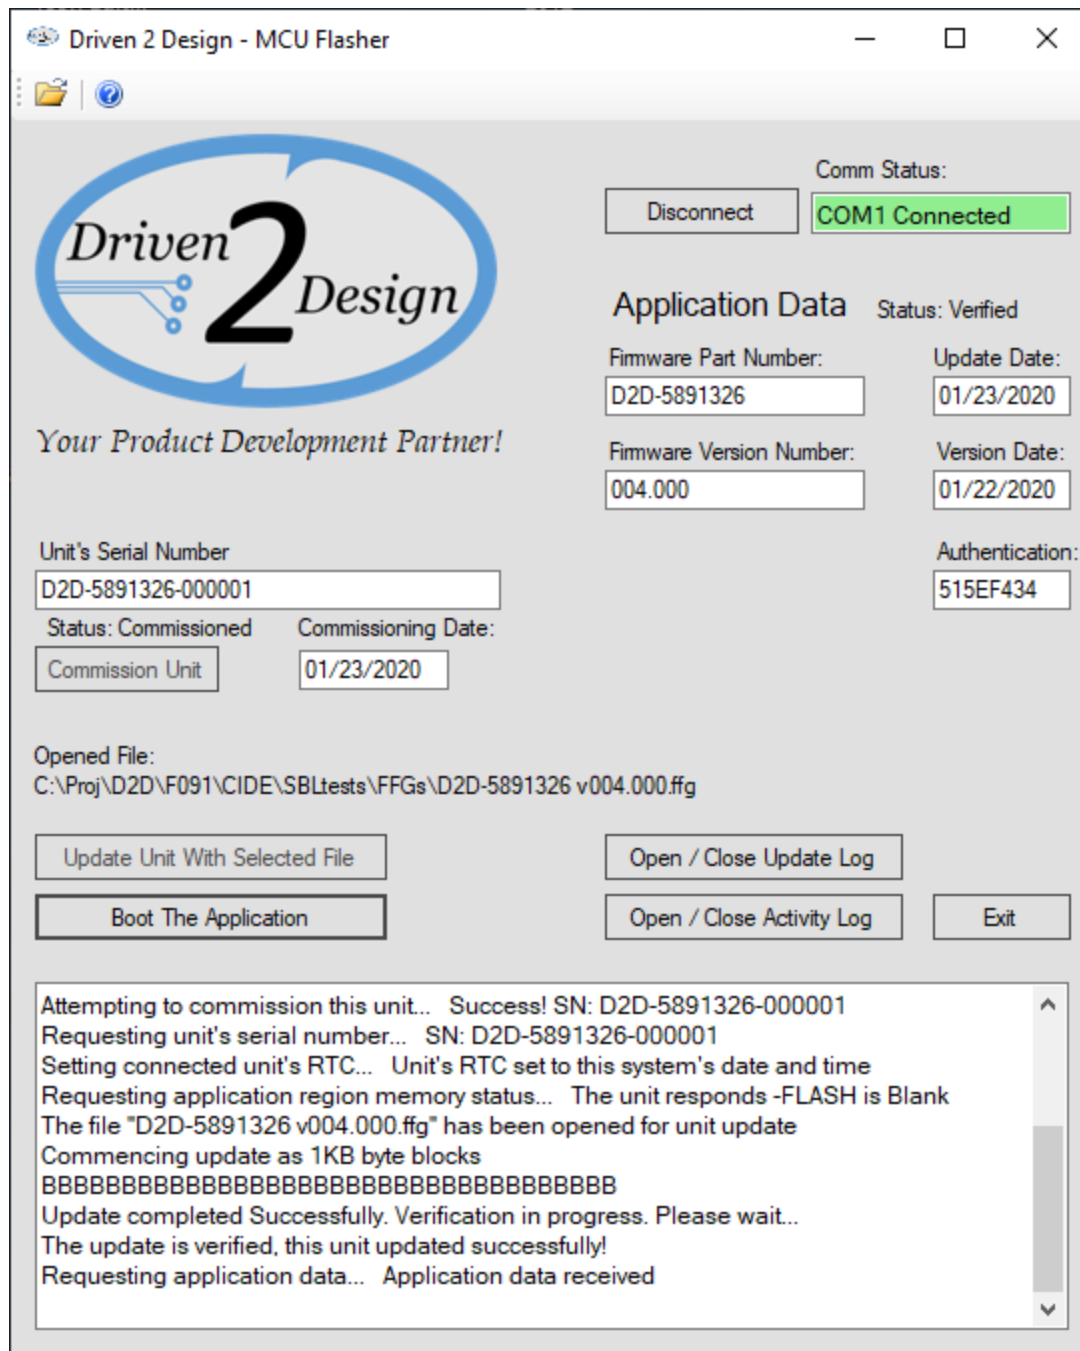 Driven 2 Design - MCU Flasher
Driven
2
Design
Your Product Development Partner!
Comm Status:
Disconnect
COM1 Connected
Application Data
Status: Verified
Firmware Part Number:
Update Date:
D2D-5891326
01/23/2020
Firmware Version Number:
Version Date:
004.000
01/22/2020
Unit's Serial Number
Authentication:
D2D-5891326-000001
515EF434
Status: Commissioned
Commissioning Date:
Commission Unit
01/23/2020
Opened File:
C:\Proj\D2D\F091\CIDE\SBLtests\FFGs\D2D-5891326 v004.000.ffg
Update Unit With Selected File
Open / Close Update Log
Boot The Application
Open / Close Activity Log
Exit
Attempting to commission this unit...   Success! SN: D2D-5891326-000001
Requesting unit's serial number...   SN: D2D-5891326-000001
Setting connected unit's RTC...   Unit's RTC set to this system's date and time
Requesting application region memory status...   The unit responds -FLASH is Blank
The file "D2D-5891326 v004.000.ffg" has been opened for unit update
Commencing update as 1KB byte blocks
BBBBBBBBBBBBBBBBBBBBBBBBBBBBBBBBBBBB
Update completed Successfully. Verification in progress. Please wait...
The update is verified, this unit updated successfully!
Requesting application data...   Application data received